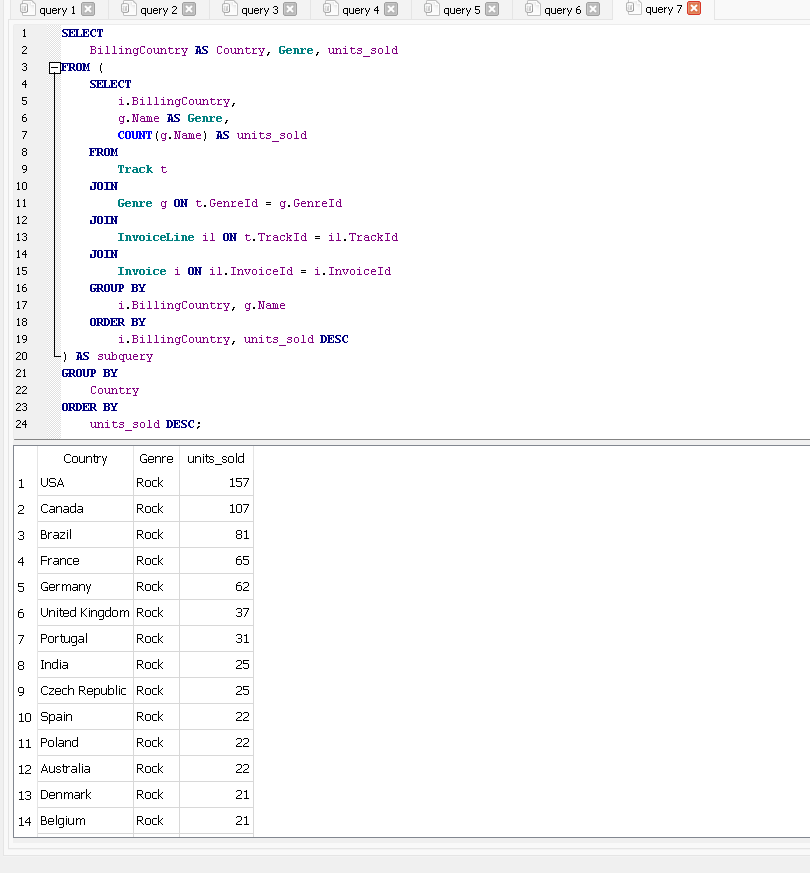 query 1 query 2 query 3 query 4 query 5 query 6 query 7
1 SELECT
2 BillingCountry AS Country, Genre, units_sold
3 FROM (
4 SELECT
5 i.BillingCountry,
6 g.Name AS Genre,
7 COUNT(g.Name) AS units_sold
8 FROM
9 Track t
10 JOIN
11 Genre g ON t.GenreId = g.GenreId
12 JOIN
13 InvoiceLine il ON t.TrackId = il.TrackId
14 JOIN
15 Invoice i ON il.InvoiceId = i.InvoiceId
16 GROUP BY
17 i.BillingCountry, g.Name
18 ORDER BY
19 i.BillingCountry, units_sold DESC
20 ) AS subquery
21 GROUP BY
22 Country
23 ORDER BY
24 units_sold DESC;
Country Genre units_sold
1 USA Rock 157
2 Canada Rock 107
3 Brazil Rock 81
4 France Rock 65
5 Germany Rock 62
6 United Kingdom Rock 37
7 Portugal Rock 31
8 India Rock 25
9 Czech Republic Rock 25
10 Spain Rock 22
11 Poland Rock 22
12 Australia Rock 22
13 Denmark Rock 21
14 Belgium Rock 21